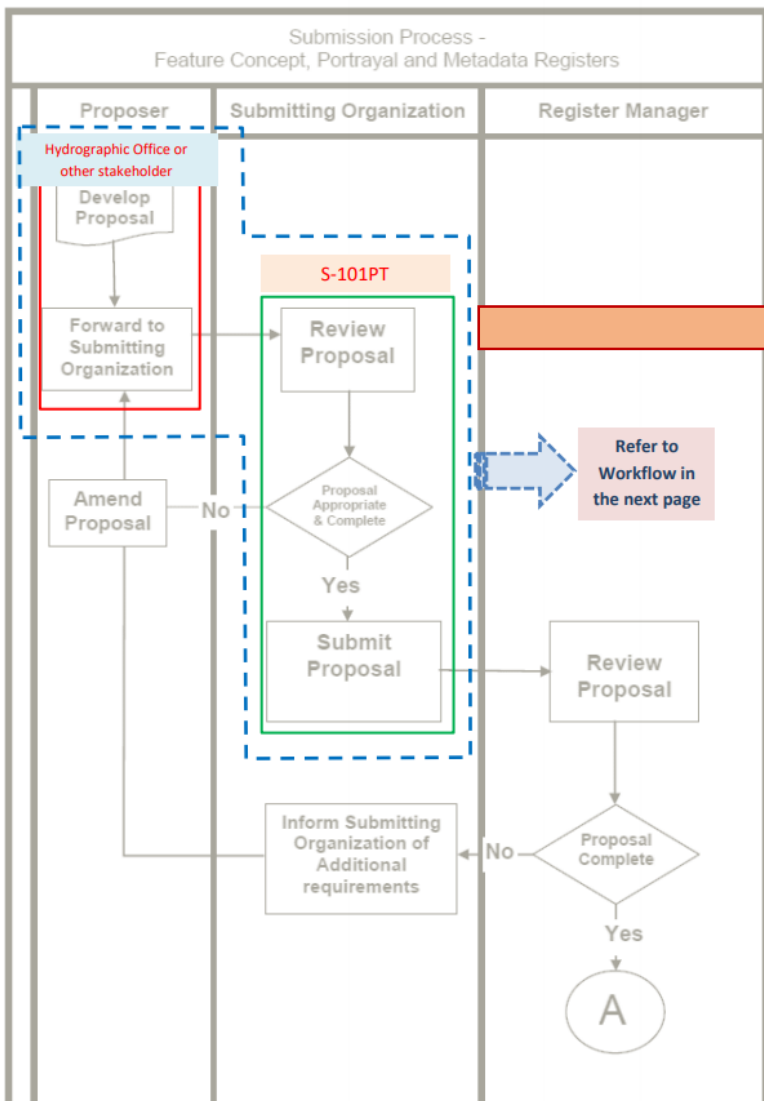 Submission Process -
Feature Concept, Portrayal and Metadata Registers
Proposer
Submitting Organization
Register Manager
Hydrographic Office or
other stakeholder
Develop
Proposal
Forward to
Submitting
Organization
S-101PT
Review
Proposal
Refer to
Workflow in
the next page
Amend
Proposal
No
Proposal
Appropriate
& Complete
Yes
Submit
Proposal
Review
Proposal
Inform Submitting
Organization of
Additional
requirements
No
Proposal
Complete
Yes
A